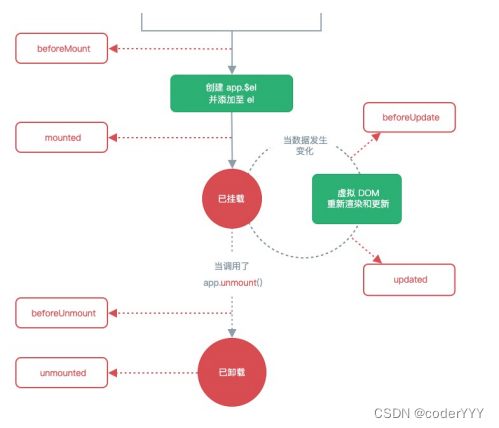 beforeMount
创建 app.$el
并添加至 el
mounted
当数据发生
变化
beforeUpdate
已挂载
虚拟 DOM
重新渲染和更新
当调用了
app.unmount()
updated
beforeUnmount
已卸载
unmounted
CSDN @coderYYY